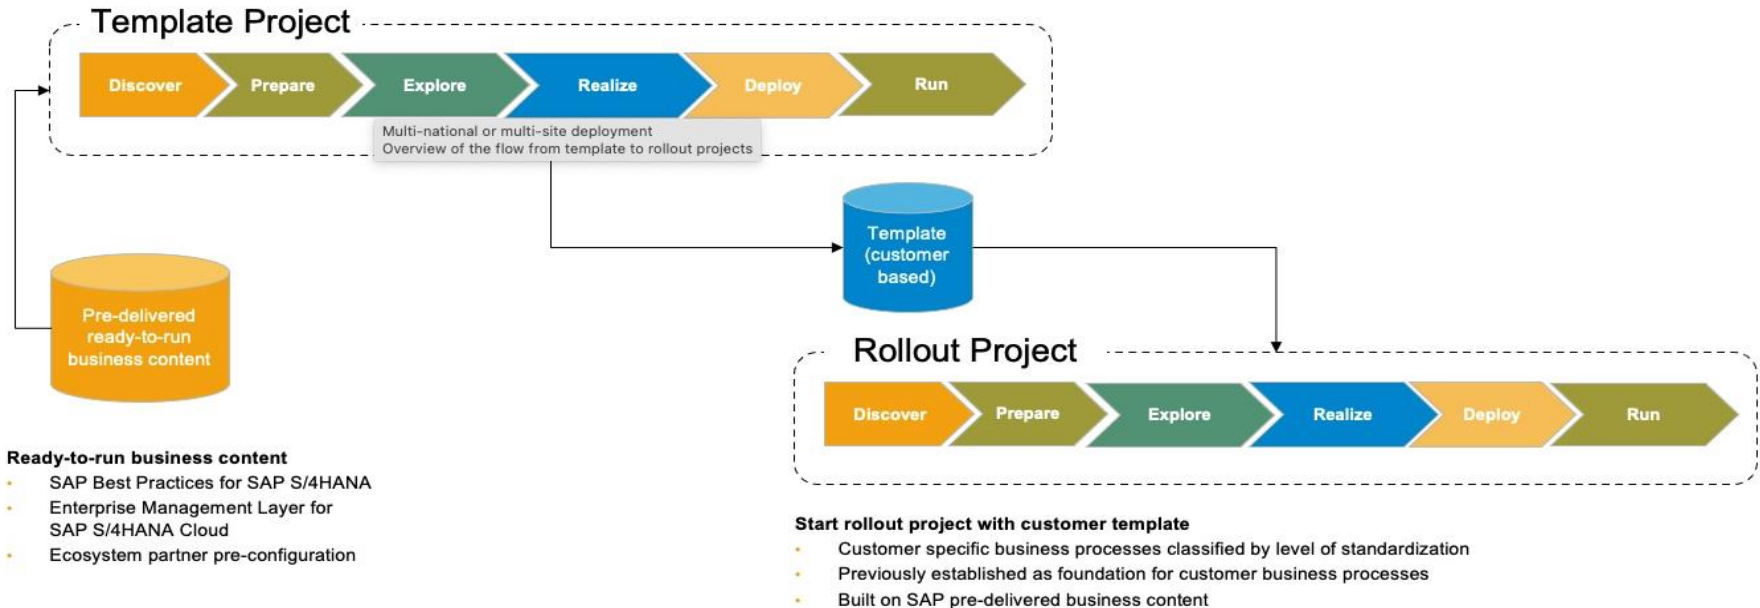 Template Project
Discover
Prepare
Explore
Realize
Deploy
Run
Multi-national or multi-site deployment
Overview of the flow from template to rollout projects
Template
(customer
based)
Pre-delivered
ready-to-run
business content
Rollout Project
Discover
Prepare
Explore
Realize
Deploy
Run
Ready-to-run business content
• SAP Best Practices for SAP S/4HANA
• Enterprise Management Layer for
SAP S/4HANA Cloud
• Ecosystem partner pre-configuration
Start rollout project with customer template
• Customer specific business processes classified by level of standardization
• Previously established as foundation for customer business processes
• Built on SAP pre-delivered business content